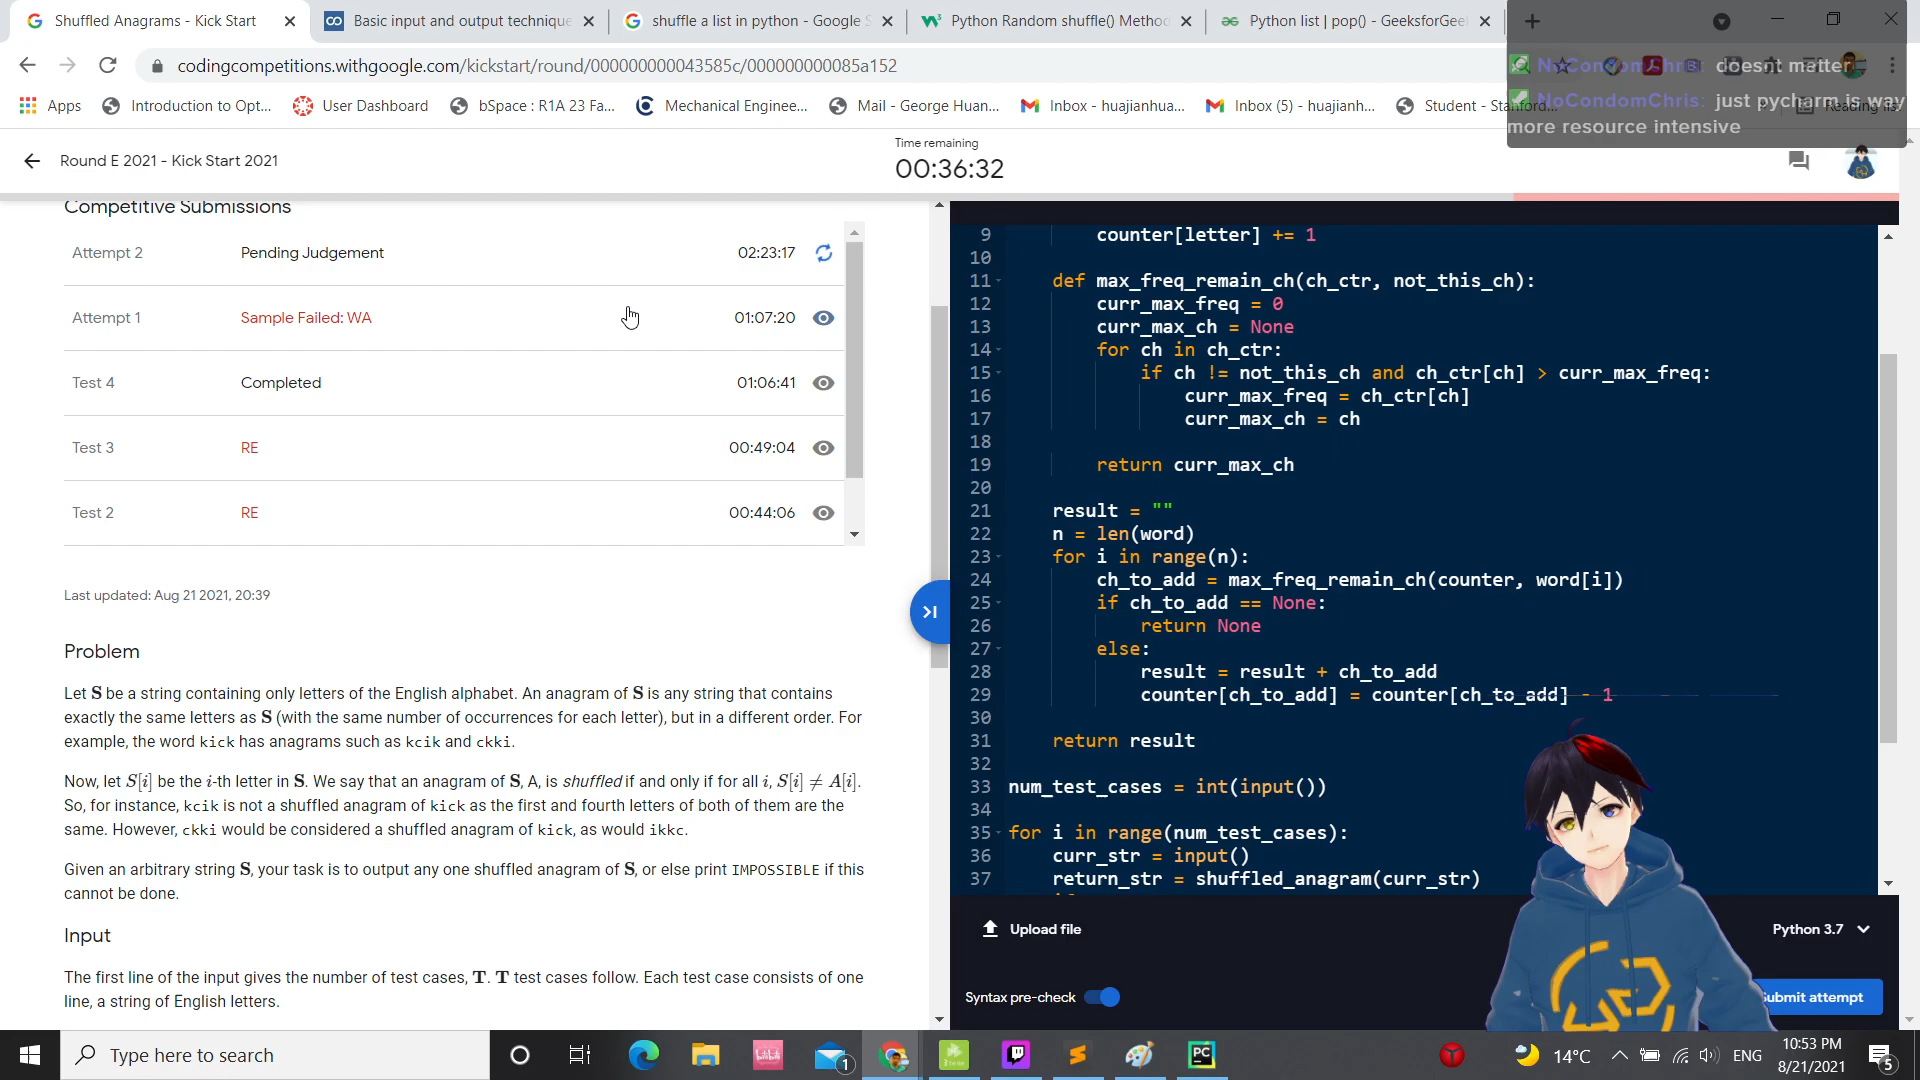 Shuffled Anagrams - Kick Start
Basic input and output technique
shuffle a list in python - Google S
Python Random shuffle() Metho
Python list | pop() - GeeksforGee
codingcompetitions.withgoogle.com/kickstart/round/000000000043585c/000000000085a152
NoCondomChris: doesnt matter
NoCondomChris: just pycharm is way
more resource intensive
Apps
Introduction to Opt...
User Dashboard
bSpace : R1A 23 Fa...
Mechanical Enginee...
Mail - George Huan...
Inbox - huajianhua...
Inbox (5) - huajianh...
Student - Stanford...
Reading list
Round E 2021 - Kick Start 2021
Time remaining
00:36:32
Competitive Submissions
Attempt 2 Pending Judgement 02:23:17
Attempt 1 Sample Failed: WA 01:07:20
Test 4 Completed 01:06:41
Test 3 RE 00:49:04
Test 2 RE 00:44:06
Last updated: Aug 21 2021, 20:39
Problem
Let S be a string containing only letters of the English alphabet. An anagram of S is any string that contains
exactly the same letters as S (with the same number of occurrences for each letter), but in a different order. For
example, the word kick has anagrams such as kcik and ckki.
Now, let S[i] be the i-th letter in S. We say that an anagram of S, A, is shuffled if and only if for all i, S[i] ≠ A[i].
So, for instance, kcik is not a shuffled anagram of kick as the first and fourth letters of both of them are the
same. However, ckki would be considered a shuffled anagram of kick, as would ikkc.
Given an arbitrary string S, your task is to output any one shuffled anagram of S, or else print IMPOSSIBLE if this
cannot be done.
Input
The first line of the input gives the number of test cases, T. T test cases follow. Each test case consists of one
line, a string of English letters.
9 counter[letter] += 1
10
11 def max_freq_remain_ch(ch_ctr, not_this_ch):
12 curr_max_freq = 0
13 curr_max_ch = None
14 for ch in ch_ctr:
15 if ch != not_this_ch and ch_ctr[ch] > curr_max_freq:
16 curr_max_freq = ch_ctr[ch]
17 curr_max_ch = ch
18
19 return curr_max_ch
20
21 result = ""
22 n = len(word)
23 for i in range(n):
24 ch_to_add = max_freq_remain_ch(counter, word[i])
25 if ch_to_add == None:
26 return None
27 else:
28 result = result + ch_to_add
29 counter[ch_to_add] = counter[ch_to_add] - 1
30
31 return result
32
33 num_test_cases = int(input())
34
35 for i in range(num_test_cases):
36 curr_str = input()
37 return_str = shuffled_anagram(curr_str)
Upload file
Python 3.7
Syntax pre-check
Submit attempt
Type here to search
1
PC
14°C
ENG
10:53 PM
8/21/2021
5